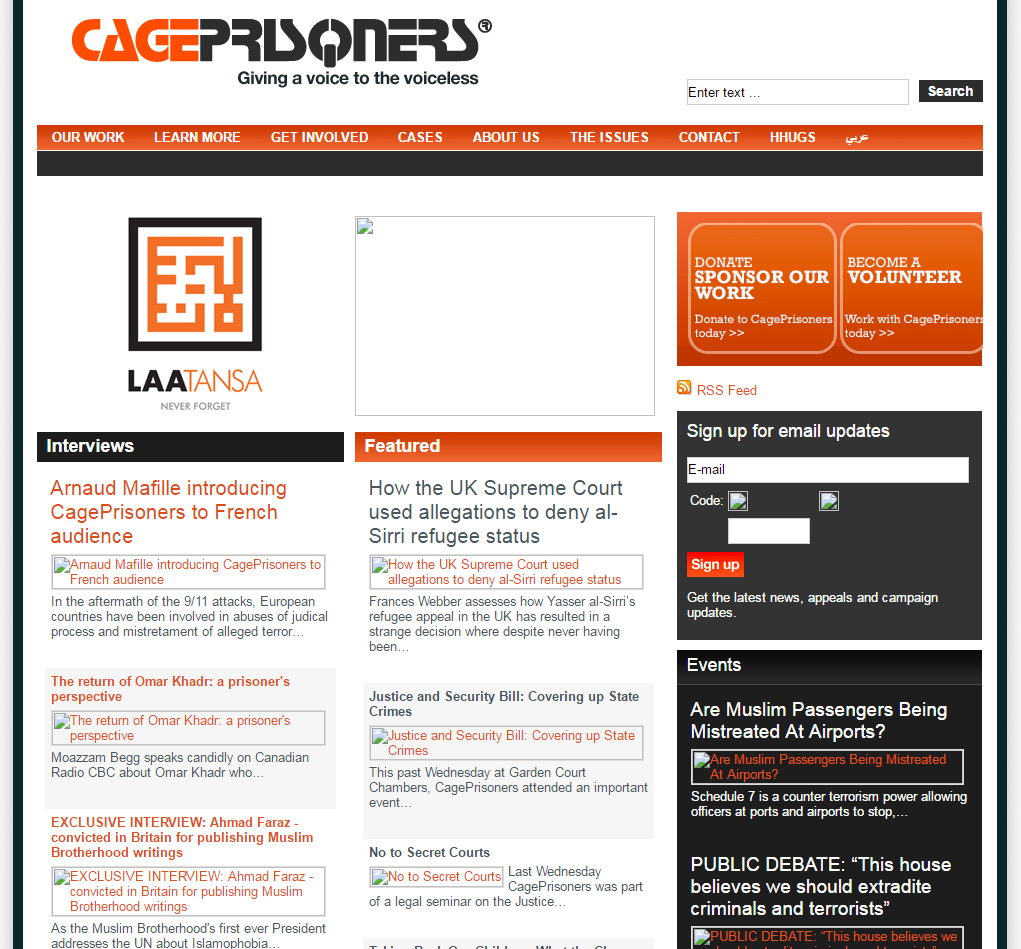 CAGEPRISONERS®
Giving a voice to the voiceless
Enter text ...
Search
OUR WORK LEARN MORE GET INVOLVED CASES ABOUT US THE ISSUES CONTACT HHUGS عربي
LAATANSA
NEVER FORGET
Interviews
Arnaud Mafille introducing
CagePrisoners to French
audience
Arnaud Mafille introducing CagePrisoners to
French audience
In the aftermath of the 9/11 attacks, European
countries have been involved in abuses of judical
process and mistretament of alleged terror…
The return of Omar Khadr: a prisoner's
perspective
The return of Omar Khadr: a prisoner's
perspective
Moazzam Begg speaks candidly on Canadian
Radio CBC about Omar Khadr who…
EXCLUSIVE INTERVIEW: Ahmad Faraz -
convicted in Britain for publishing Muslim
Brotherhood writings
EXCLUSIVE INTERVIEW: Ahmad Faraz -
convicted in Britain for publishing Muslim
Brotherhood writings
As the Muslim Brotherhood's first ever President
addresses the UN about Islamophobia…
Featured
How the UK Supreme Court
used allegations to deny al-
Sirri refugee status
How the UK Supreme Court used
allegations to deny al-Sirri refugee status
Frances Webber assesses how Yasser al-Sirri’s
refugee appeal in the UK has resulted in a
strange decision where despite never having
been…
Justice and Security Bill: Covering up State
Crimes
Justice and Security Bill: Covering up State
Crimes
This past Wednesday at Garden Court
Chambers, CagePrisoners attended an important
event…
No to Secret Courts
No to Secret Courts
Last Wednesday
CagePrisoners was part
of a legal seminar on the Justice…
DONATE
SPONSOR OUR
WORK
Donate to CagePrisoners
today >>
BECOME A
VOLUNTEER
Work with CagePrisoners
today >>
RSS Feed
Sign up for email updates
E-mail
Code:
Sign up
Get the latest news, appeals and campaign
updates.
Events
Are Muslim Passengers Being
Mistreated At Airports?
Are Muslim Passengers Being Mistreated
At Airports?
Schedule 7 is a counter terrorism power allowing
officers at ports and airports to stop,…
PUBLIC DEBATE: “This house
believes we should extradite
criminals and terrorists”
PUBLIC DEBATE: “This house believes we